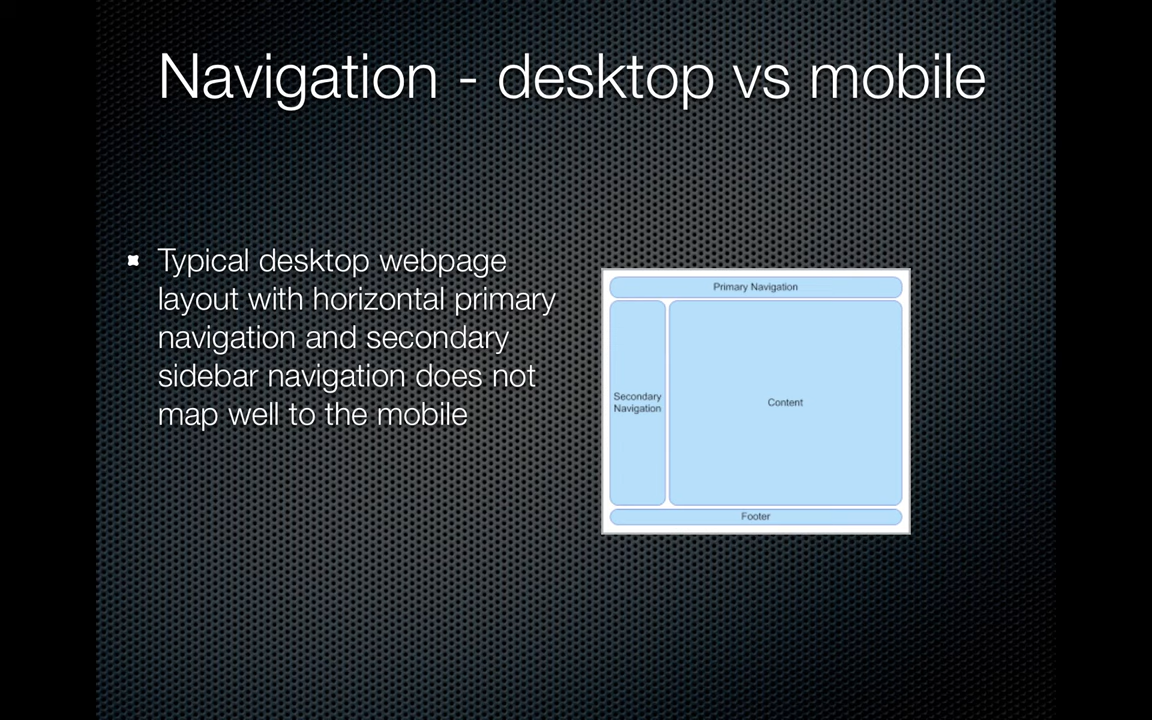 Navigation - desktop vs mobile
Typical desktop webpage
layout with horizontal primary
navigation and secondary
sidebar navigation does not
map well to the mobile
Primary Navigation
Secondary
Navigation
Content
Footer